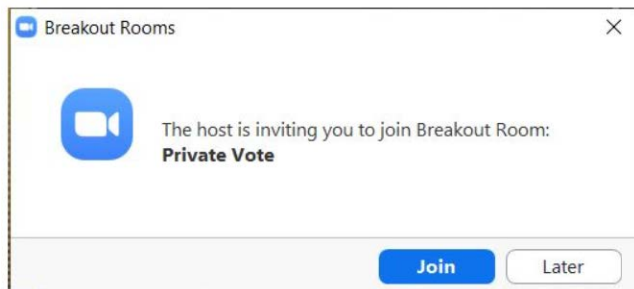 Breakout Rooms
The host is inviting you to join Breakout Room:
Private Vote
Join
Later